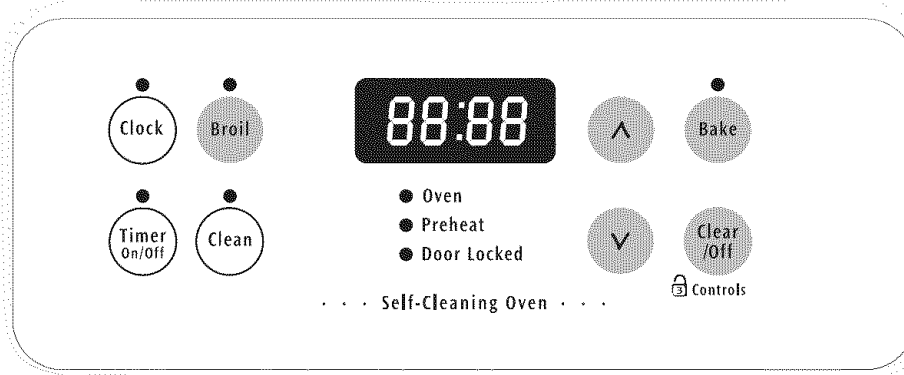 Clock
Broil
88:88
Bake
Oven
Preheat
Door Locked
Timer
On/Off
Clean
Clear
/Off
3 Controls
· · · Self-Cleaning Oven · · ·